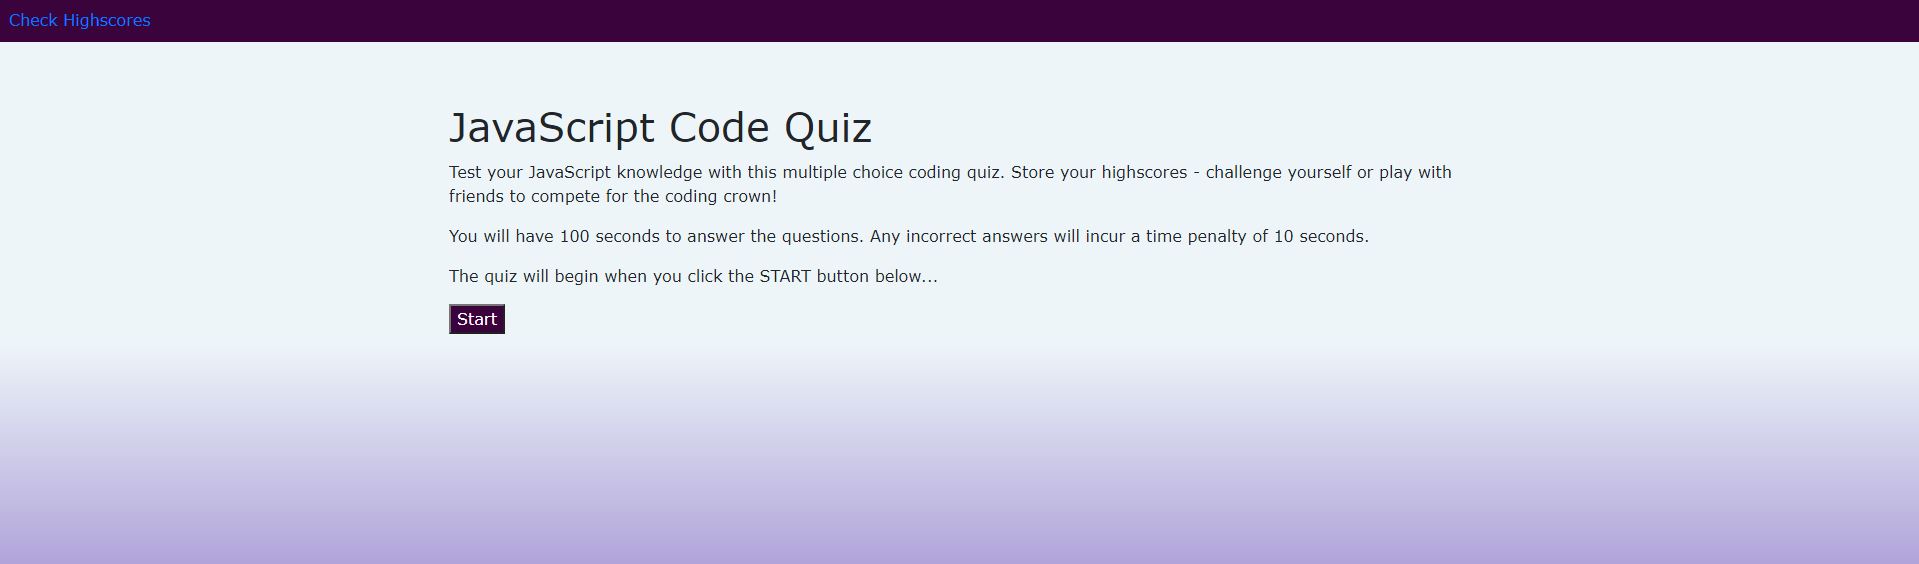 Check Highscores
JavaScript Code Quiz
Test your JavaScript knowledge with this multiple choice coding quiz. Store your highscores - challenge yourself or play with
friends to compete for the coding crown!
You will have 100 seconds to answer the questions. Any incorrect answers will incur a time penalty of 10 seconds.
The quiz will begin when you click the START button below...
Start